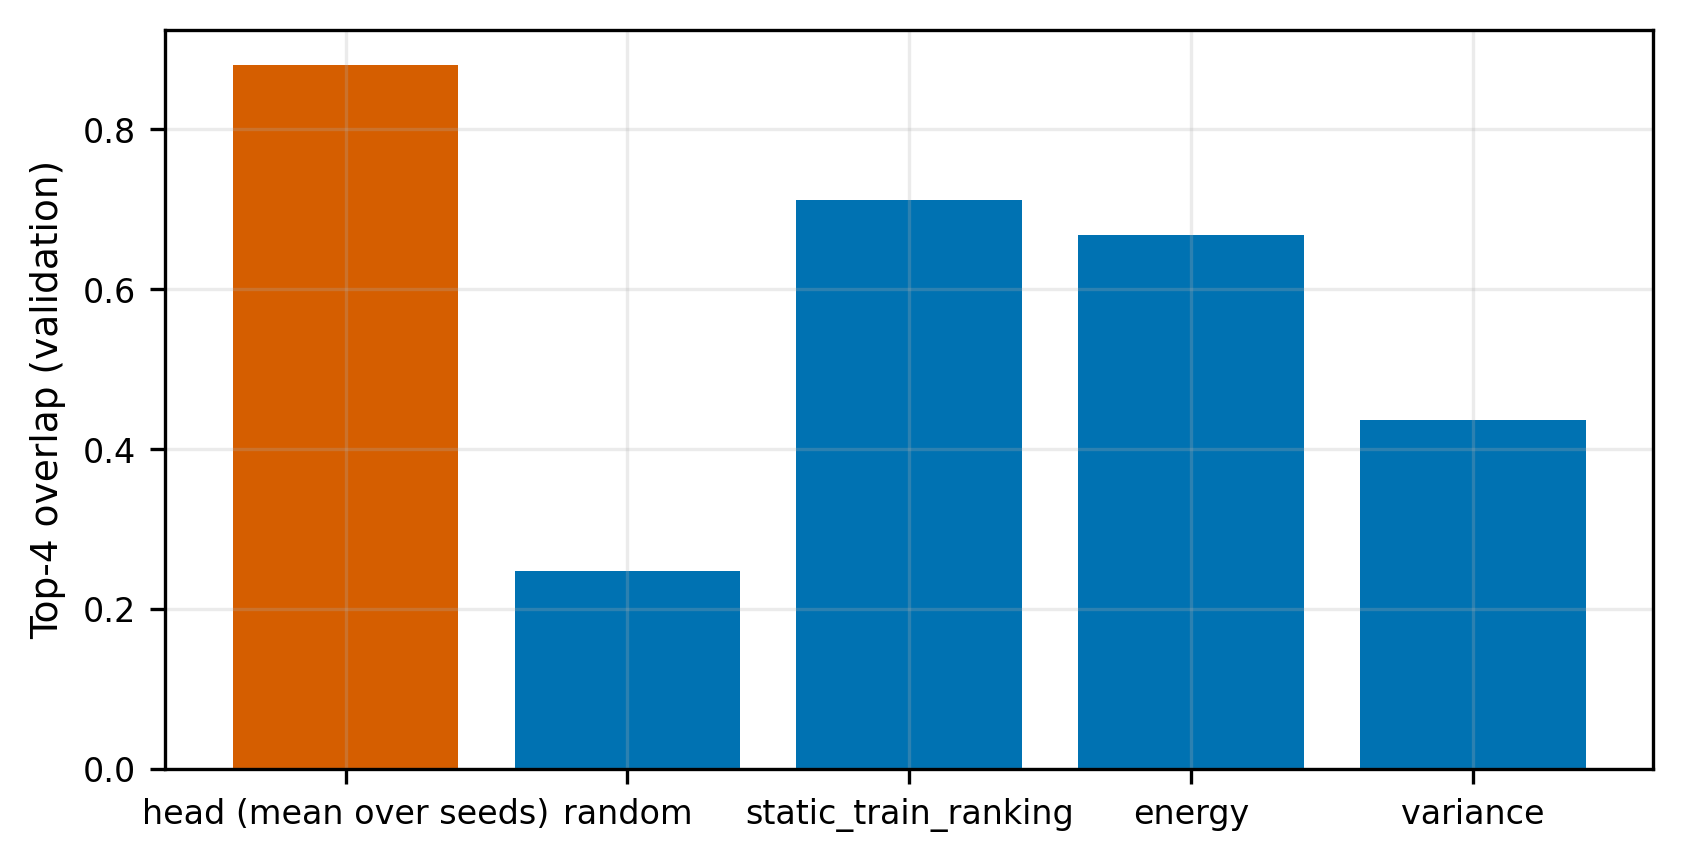 Top-4 overlap (validation)
0.8
0.6
0.4
0.2
0.0
head (mean over seeds) random static_train_ranking energy variance